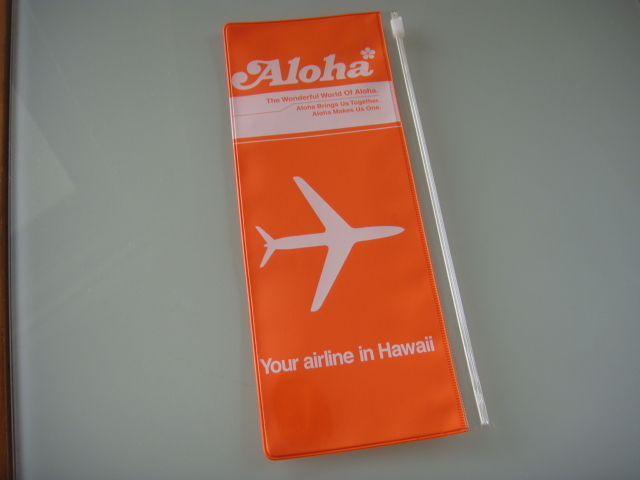 Aloha
The Wonderful World Of Aloha.
Aloha Brings Us Together.
Aloha Makes Us One.
Your airline in Hawaii